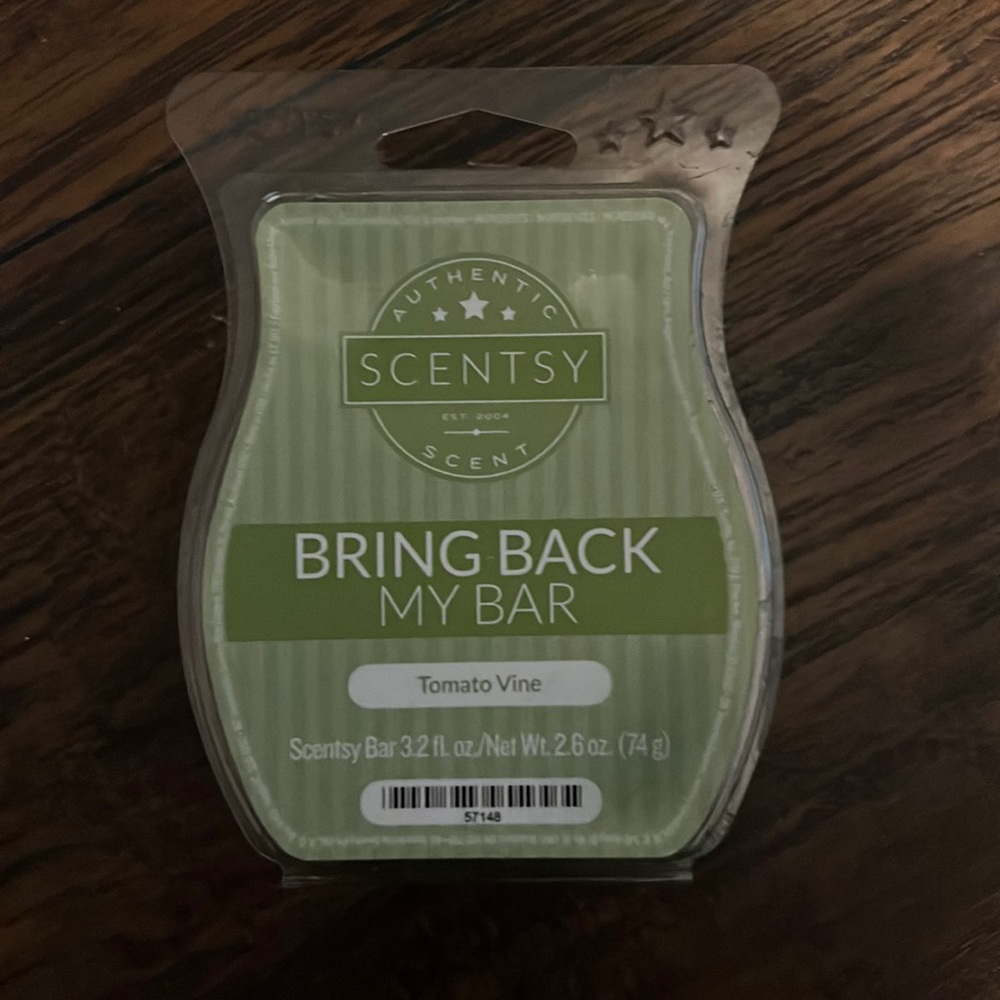 AUTHENTIC
SCENTSY
EST. 2004
SCENT
BRING BACK
MY BAR
Tomato Vine
Scentsy Bar 3.2 fl. oz./Net Wt. 2.6 oz. (74 g)
57148